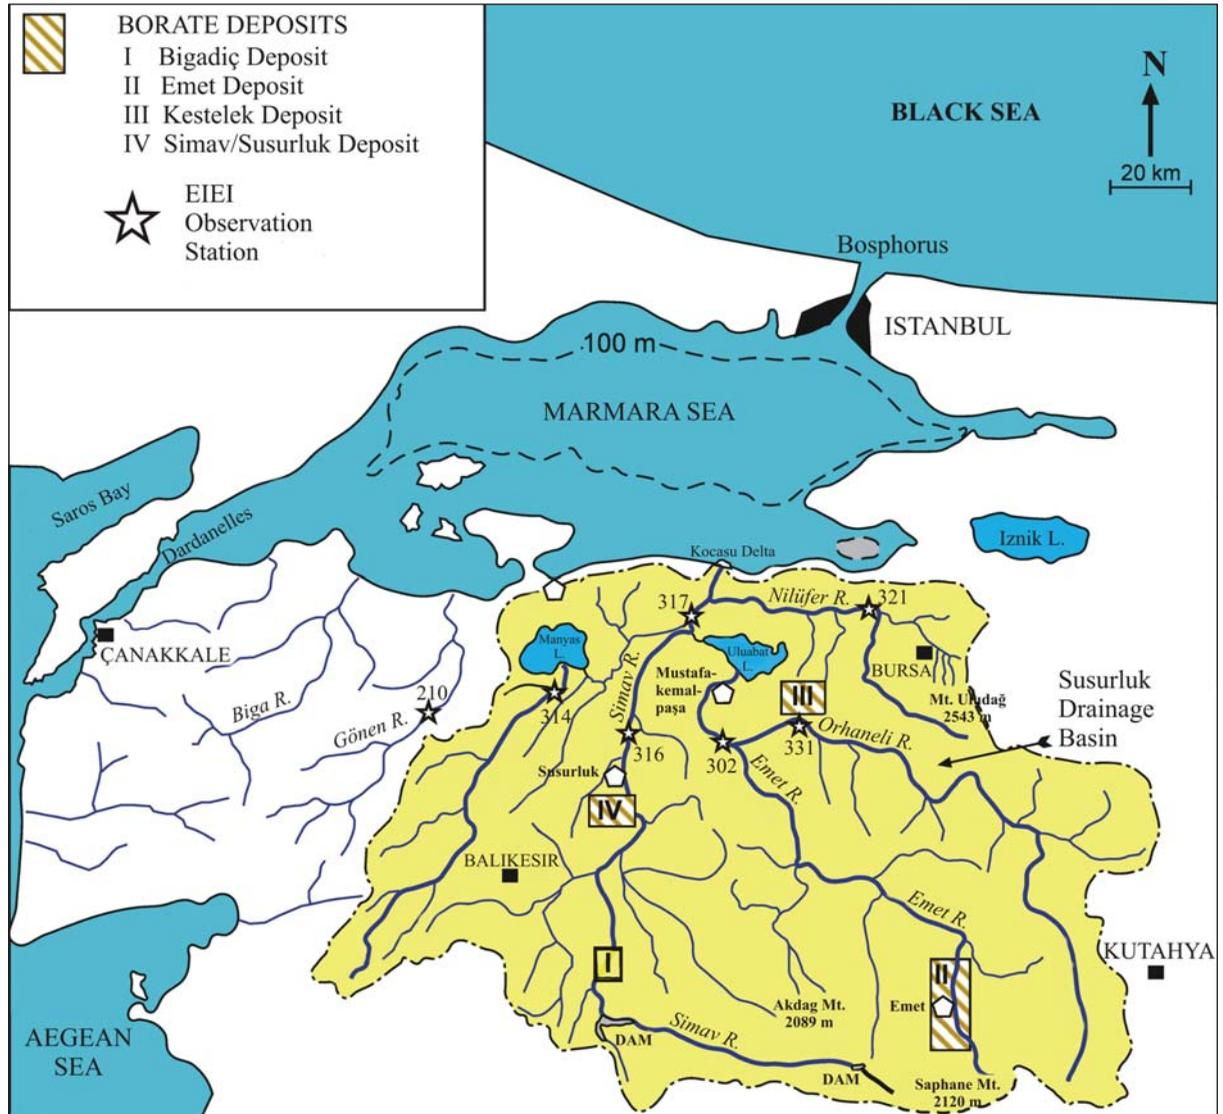 BORATE DEPOSITS
I Bigadiç Deposit
II Emet Deposit
III Kestelek Deposit
IV Simav/Susurluk Deposit
EIEI
Observation
Station
BLACK SEA
N
20 km
Bosphorus
ISTANBUL
100 m
MARMARA SEA
Saros Bay
Dardanelles
Iznik L.
Kocasu Delta
ÇANAKKALE
Biga R.
Gönen R.
210
317
Nilüfer R.
321
Manyas
L.
Uluabat
L.
Simav R.
Mustafa-
kemal-
paşa
III
BURSA
Mt. Uludağ
2543 m
Susurluk
Drainage
Basin
314
316
302
331
Orhaneli R.
Emet R.
Susurluk
IV
BALIKESIR
Emet R.
I
II
KUTAHYA
Akdag Mt.
2089 m
Emet
Simav R.
DAM
DAM
Saphane Mt.
2120 m
AEGEAN
SEA